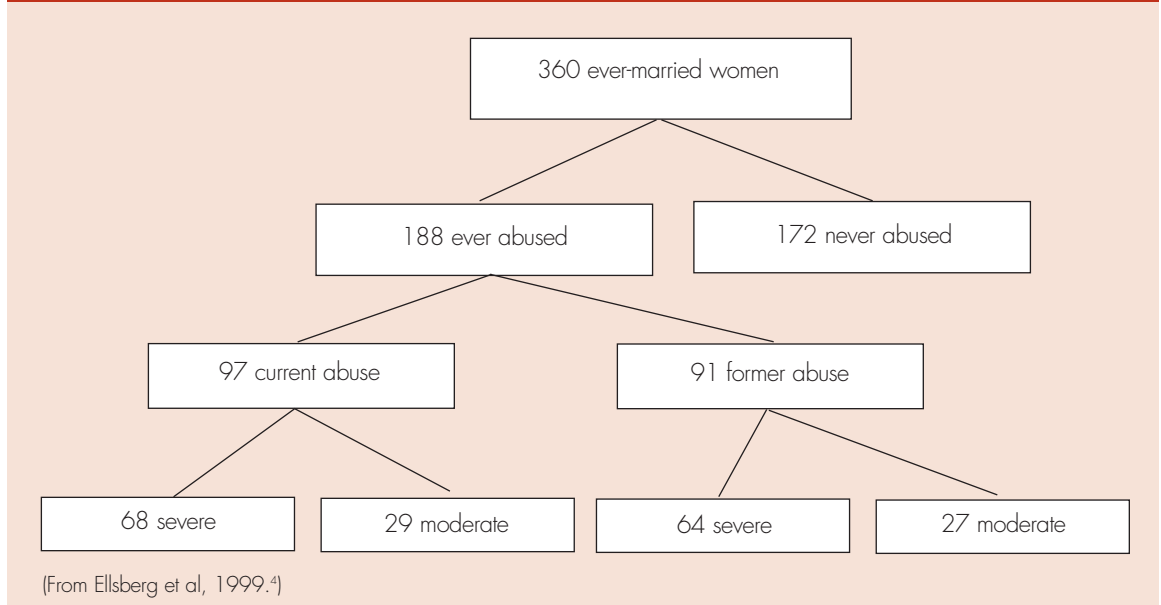 360 ever-married women
188 ever abused
172 never abused
97 current abuse
91 former abuse
68 severe
29 moderate
64 severe
27 moderate
(From Ellsberg et al, 1999.⁴)